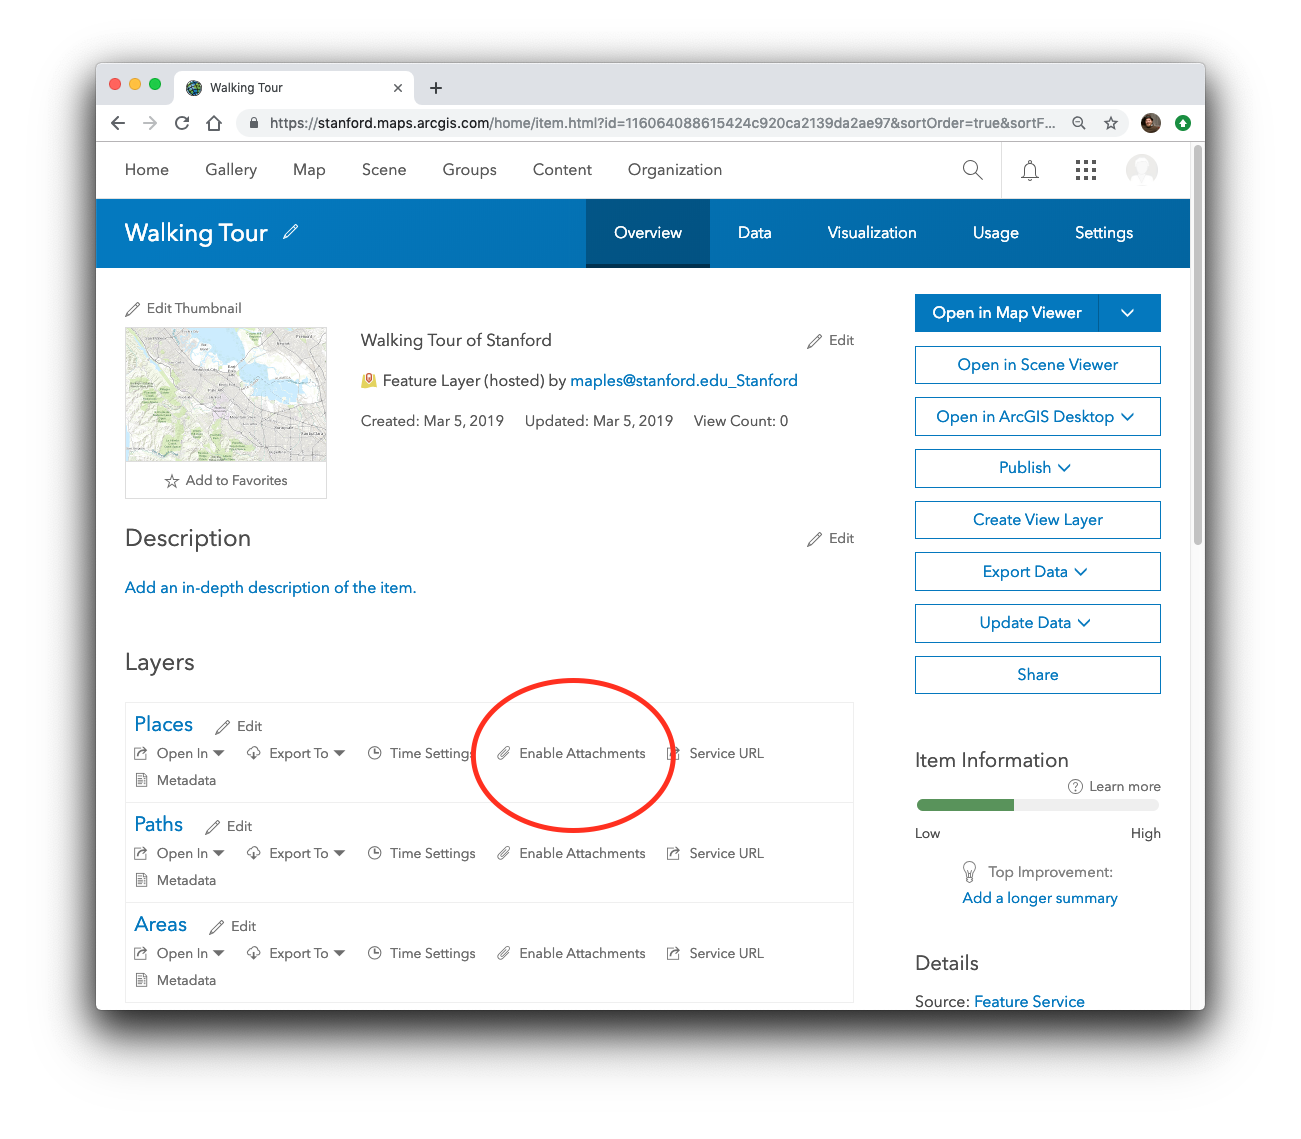 Walking Tour
https://stanford.maps.arcgis.com/home/item.html?id=116064088615424c920ca2139da2ae97&sortOrder=true&sortF...
Home Gallery Map Scene Groups Content Organization
Walking Tour Overview Data Visualization Usage Settings
Edit Thumbnail
Add to Favorites
Walking Tour of Stanford Edit
Feature Layer (hosted) by maples@stanford.edu_Stanford
Created: Mar 5, 2019 Updated: Mar 5, 2019 View Count: 0
Description Edit
Add an in-depth description of the item.
Layers
Places Edit
Open In Export To Time Settings Enable Attachments Service URL
Metadata
Paths Edit
Open In Export To Time Settings Enable Attachments Service URL
Metadata
Areas Edit
Open In Export To Time Settings Enable Attachments Service URL
Metadata
Open in Map Viewer
Open in Scene Viewer
Open in ArcGIS Desktop
Publish
Create View Layer
Export Data
Update Data
Share
Item Information
Learn more
Low High
Top Improvement:
Add a longer summary
Details
Source: Feature Service